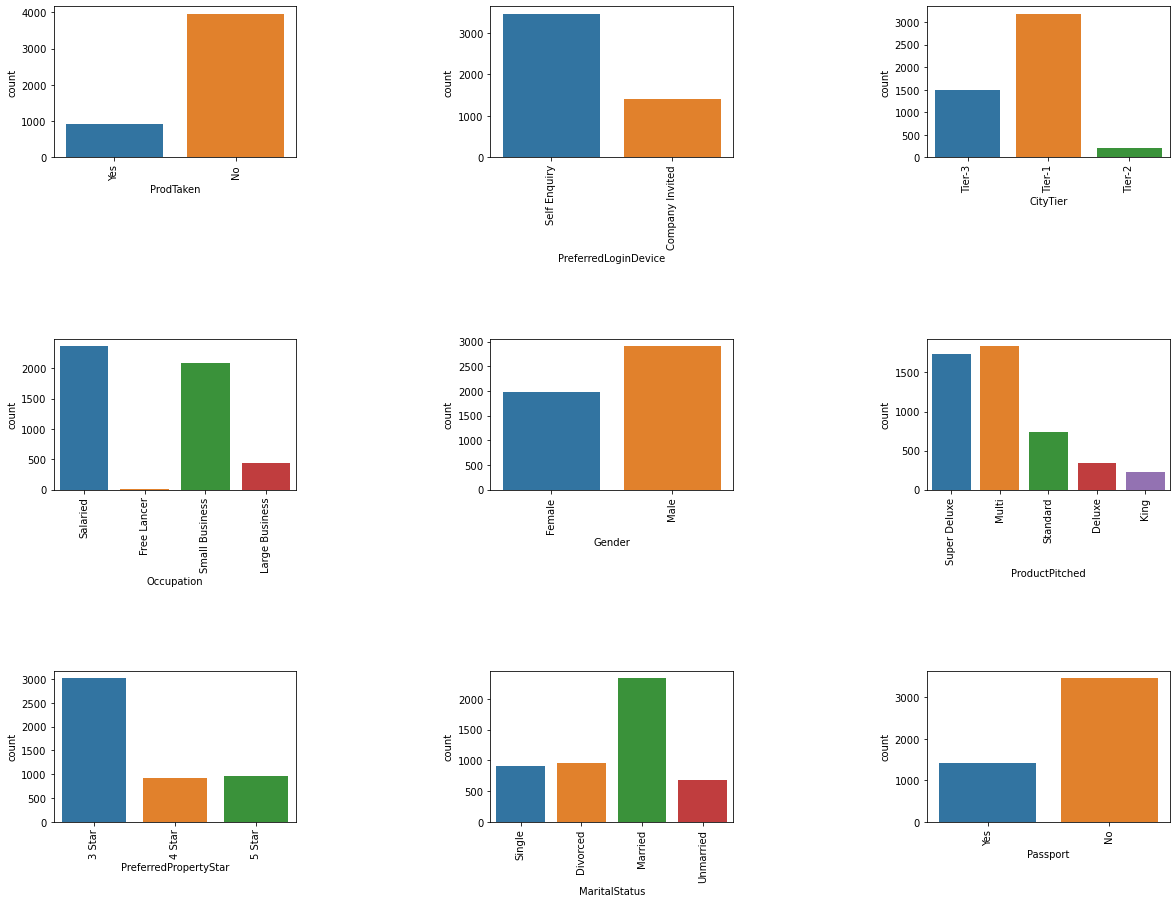 4000
3000
2000
1000
0
count
Yes
No
ProdTaken
3000
2000
1000
0
count
Self Enquiry
Company Invited
PreferredLoginDevice
3000
2500
2000
1500
1000
500
0
count
Tier-3
Tier-1
Tier-2
CityTier
2000
1500
1000
500
0
count
Salaried
Free Lancer
Small Business
Large Business
Occupation
3000
2500
2000
1500
1000
500
0
count
Female
Male
Gender
1500
1000
500
0
count
Super Deluxe
Multi
Standard
Deluxe
King
ProductPitched
3000
2500
2000
1500
1000
500
0
count
3 Star
4 Star
5 Star
PreferredPropertyStar
2000
1500
1000
500
0
count
Single
Divorced
Married
Unmarried
MaritalStatus
3000
2000
1000
0
count
Yes
No
Passport